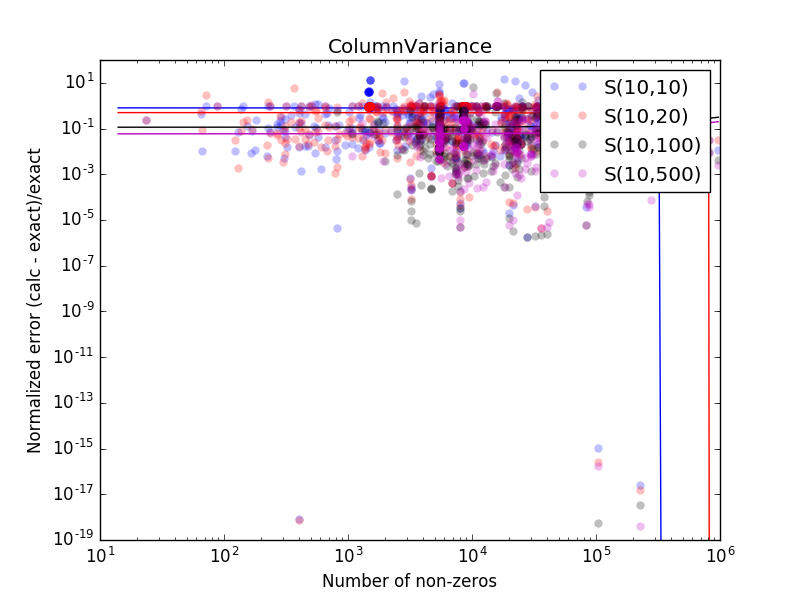 ColumnVariance
10^1
10^-1
10^-3
10^-5
10^-7
10^-9
10^-11
10^-13
10^-15
10^-17
10^-19
Normalized error (calc - exact)/exact
S(10,10)
S(10,20)
S(10,100)
S(10,500)
10^1 10^2 10^3 10^4 10^5 10^6
Number of non-zeros